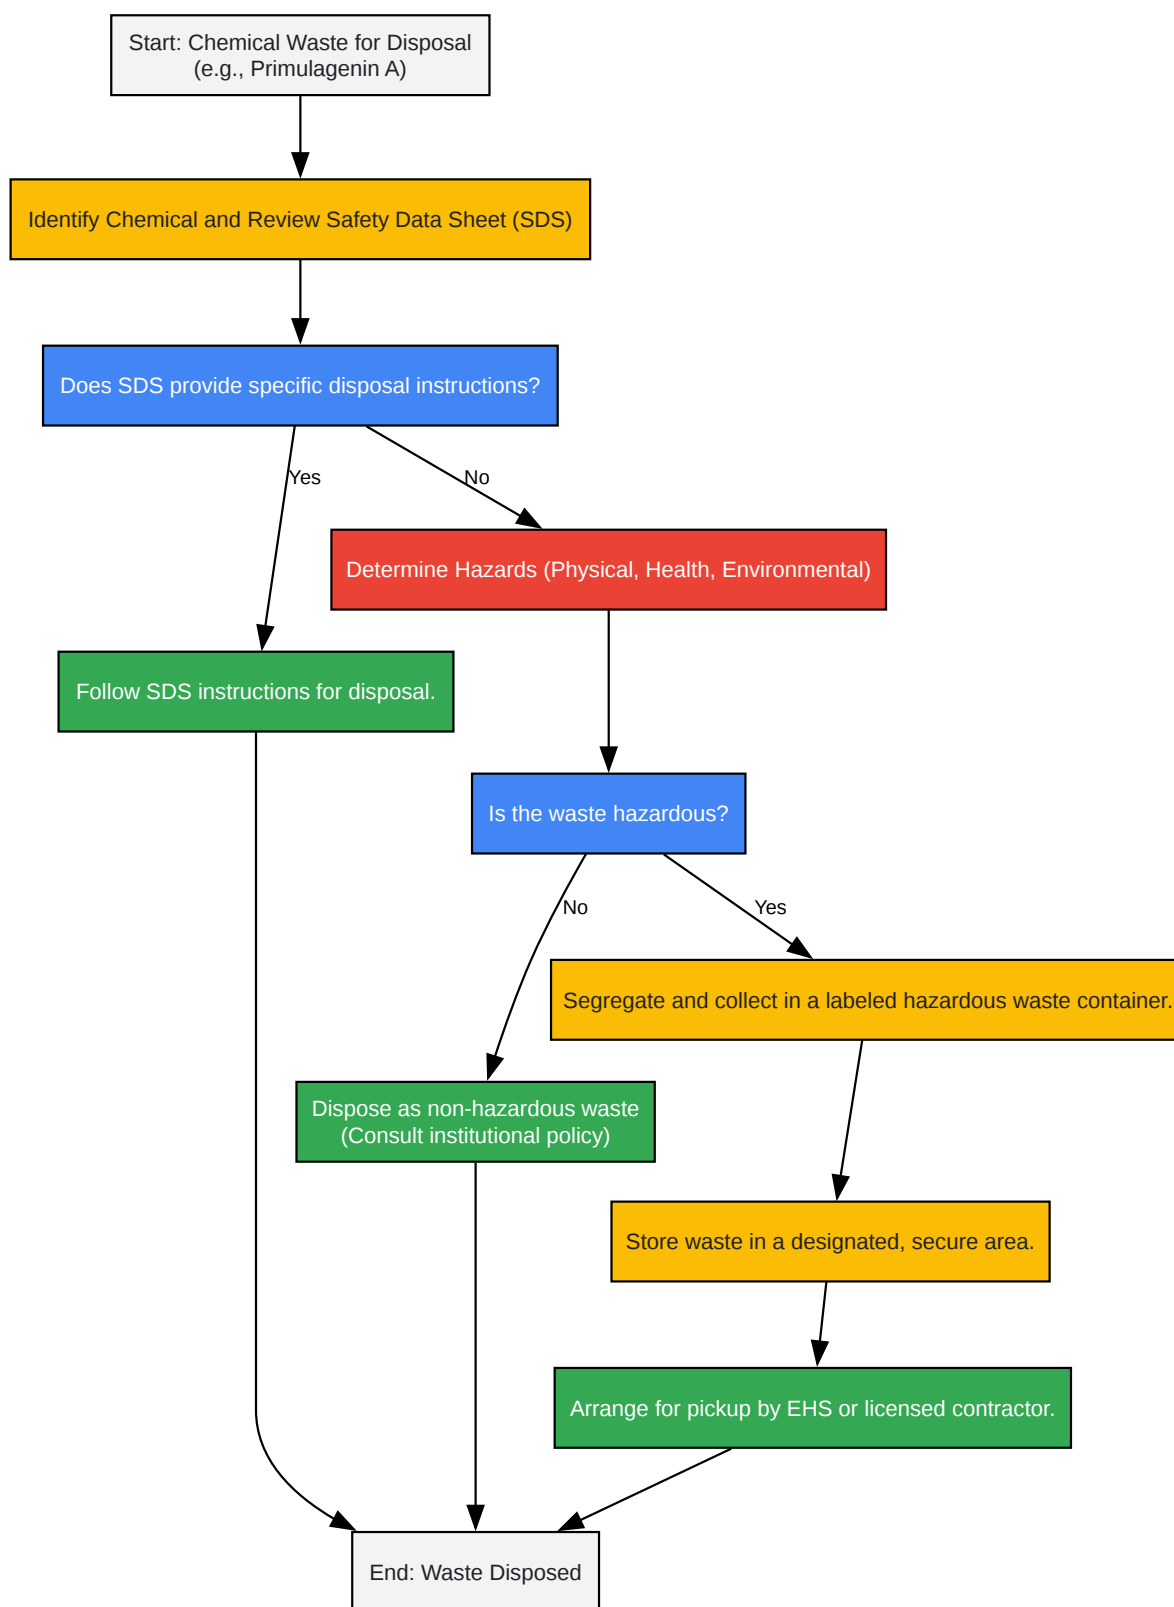 Start: Chemical Waste for Disposal
(e.g., Primulagenin A)
Identify Chemical and Review Safety Data Sheet (SDS)
Does SDS provide specific disposal instructions?
Yes
No
Determine Hazards (Physical, Health, Environmental)
Follow SDS instructions for disposal.
Is the waste hazardous?
No
Yes
Segregate and collect in a labeled hazardous waste container.
Dispose as non-hazardous waste
(Consult institutional policy)
Store waste in a designated, secure area.
Arrange for pickup by EHS or licensed contractor.
End: Waste Disposed